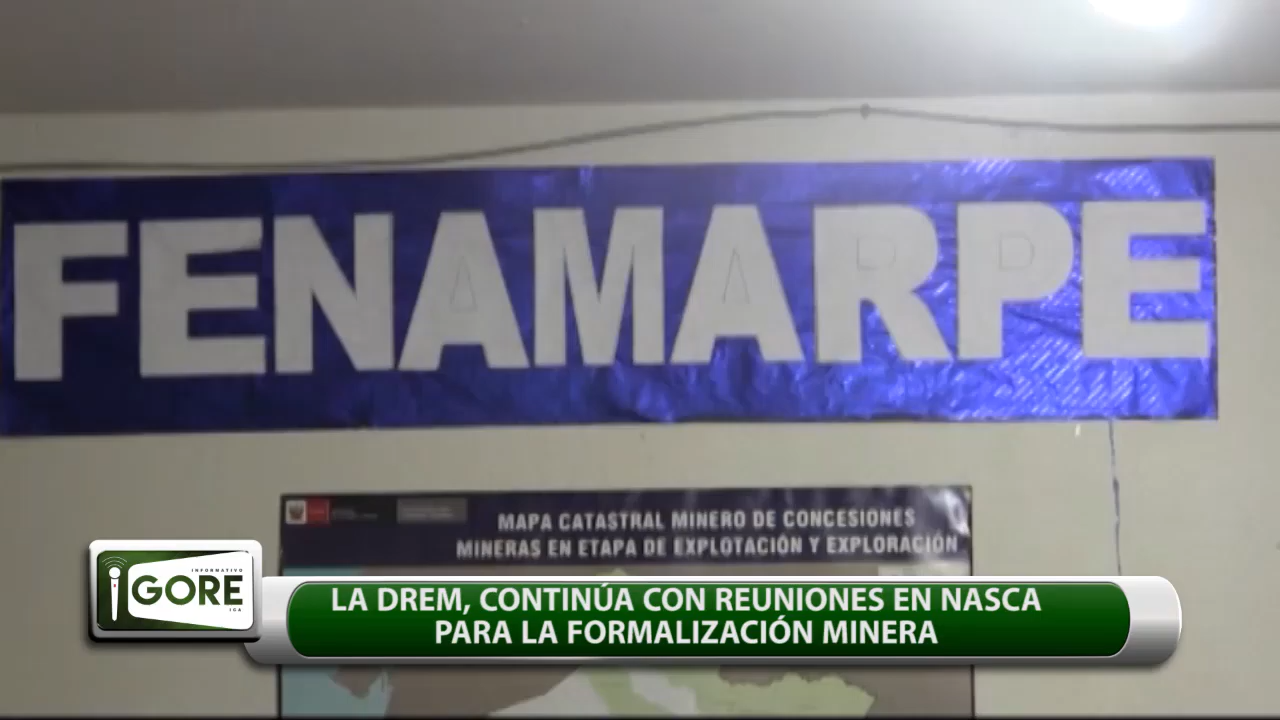 FENAMARPE
MAPA CATASTRAL MINERO DE CONCESIONES
MINERAS EN ETAPA DE EXPLOTACIÓN Y EXPLORACIÓN
INFORMATIVO
iGORE
ICA
LA DREM, CONTINÚA CON REUNIONES EN NASCA
PARA LA FORMALIZACIÓN MINERA